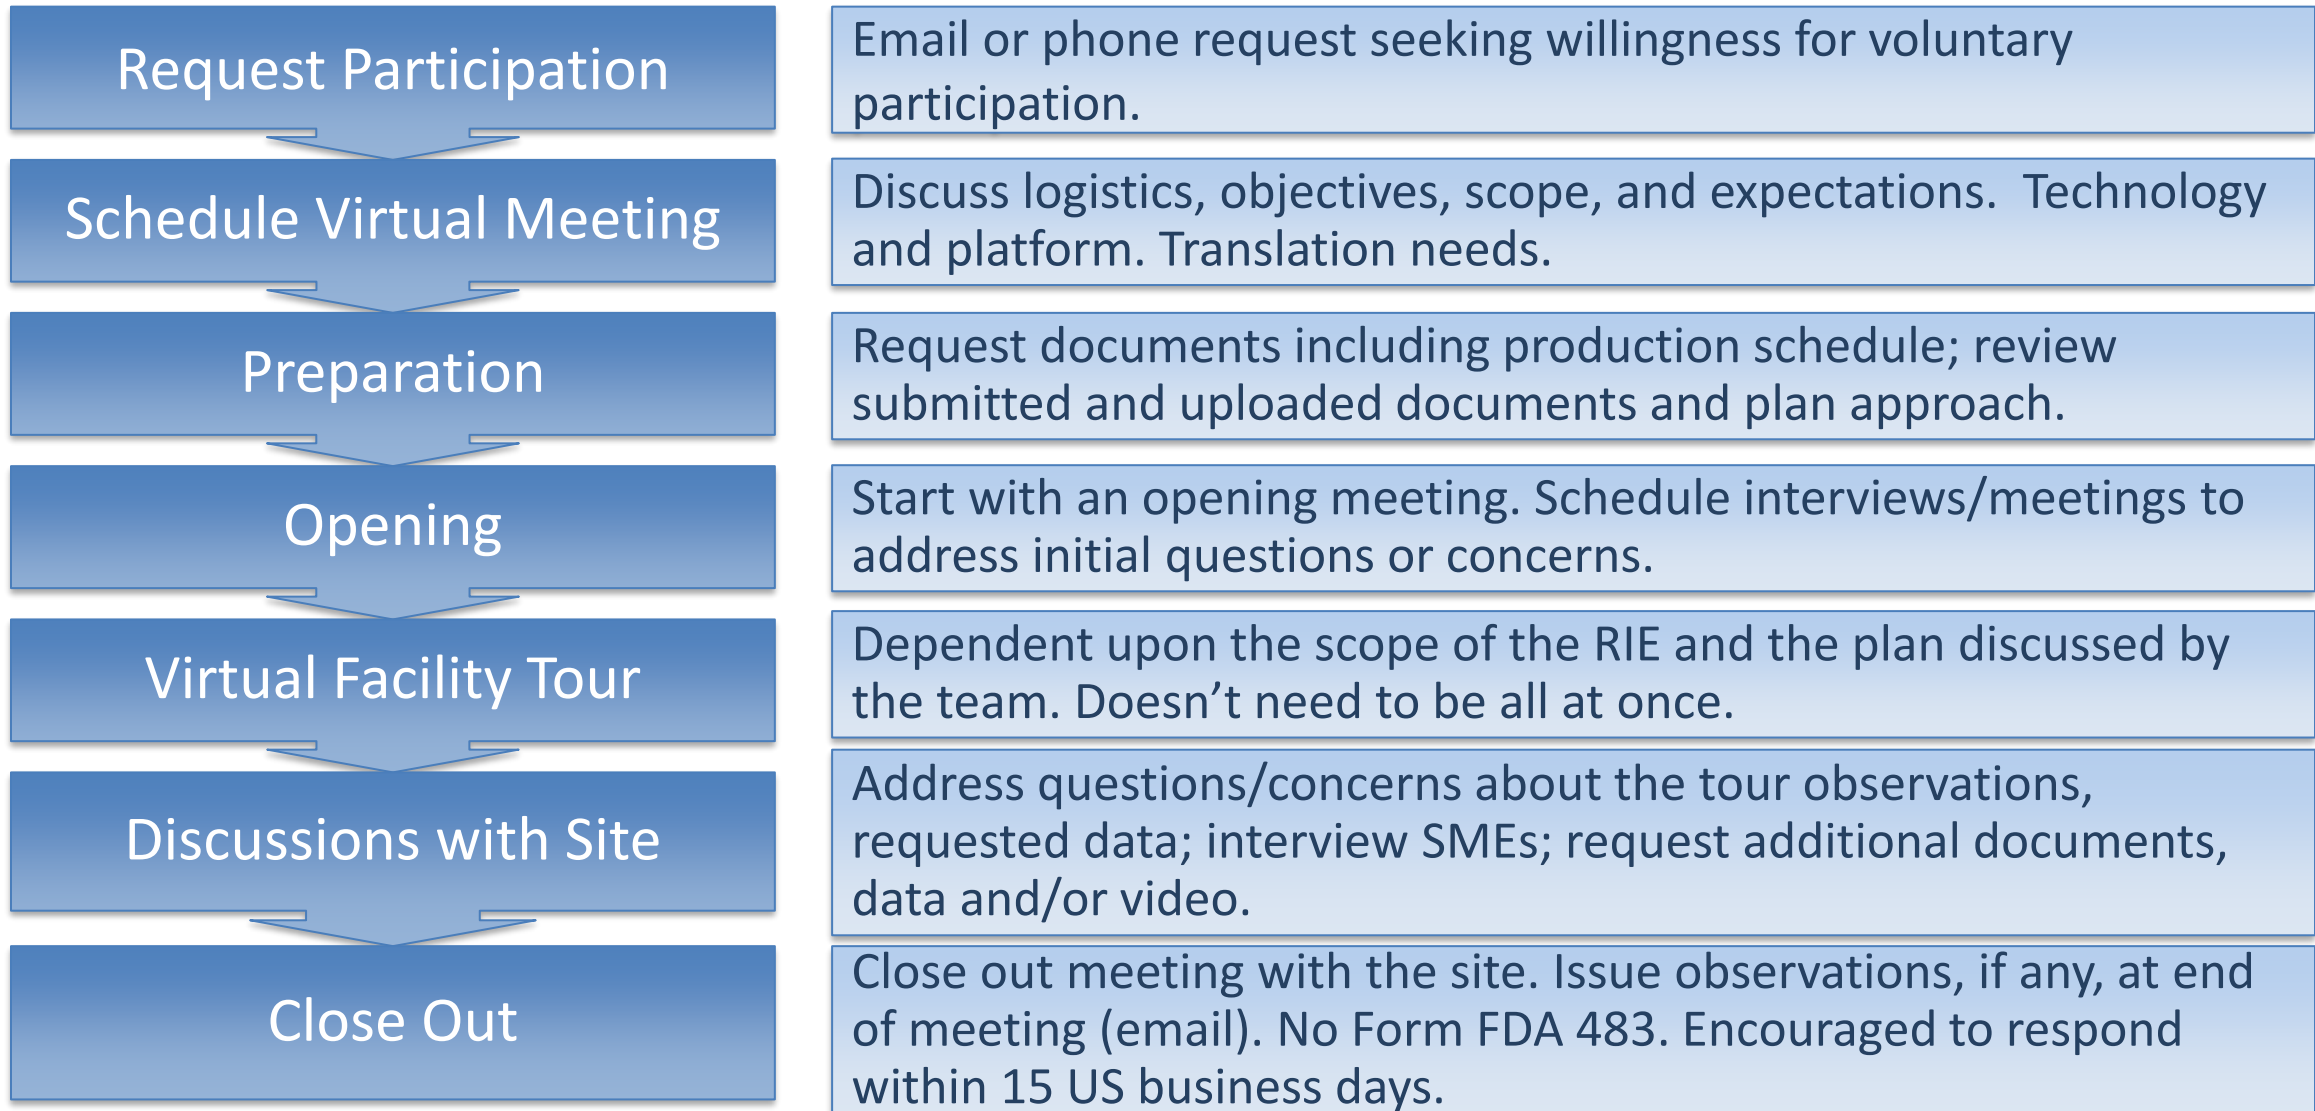 Request Participation
Email or phone request seeking willingness for voluntary
participation.
Schedule Virtual Meeting
Discuss logistics, objectives, scope, and expectations.  Technology
and platform. Translation needs.
Preparation
Request documents including production schedule; review
submitted and uploaded documents and plan approach.
Opening
Start with an opening meeting. Schedule interviews/meetings to
address initial questions or concerns.
Virtual Facility Tour
Dependent upon the scope of the RIE and the plan discussed by
the team. Doesn’t need to be all at once.
Discussions with Site
Address questions/concerns about the tour observations,
requested data; interview SMEs; request additional documents,
data and/or video.
Close Out
Close out meeting with the site. Issue observations, if any, at end
of meeting (email). No Form FDA 483. Encouraged to respond
within 15 US business days.